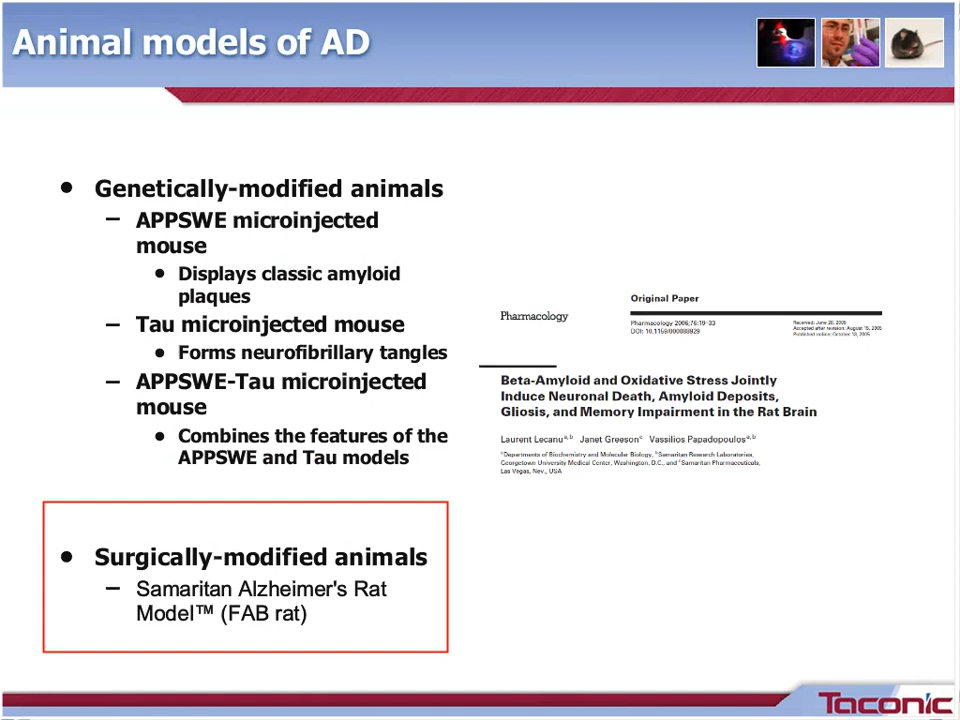 Animal models of AD
• Genetically-modified animals
– APPSWE microinjected
mouse
• Displays classic amyloid
plaques
– Tau microinjected mouse
• Forms neurofibrillary tangles
– APPSWE-Tau microinjected
mouse
• Combines the features of the
APPSWE and Tau models
• Surgically-modified animals
– Samaritan Alzheimer's Rat
Model™ (FAB rat)
Original Paper
Pharmacology
Pharmacology 2006;76:19–33
DOI: 10.1159/000088929
Received: June 20, 2005
Accepted after revision: August 15, 2005
Published online: October 13, 2005
Beta-Amyloid and Oxidative Stress Jointly
Induce Neuronal Death, Amyloid Deposits,
Gliosis, and Memory Impairment in the Rat Brain
Laurent Lecanu a, b Janet Greeson c Vassilios Papadopoulos a, b
a Departments of Biochemistry and Molecular Biology, b Samaritan Research Laboratories,
Georgetown University Medical Center, Washington, D.C., and c Samaritan Pharmaceuticals,
Las Vegas, Nev., USA
Taconic